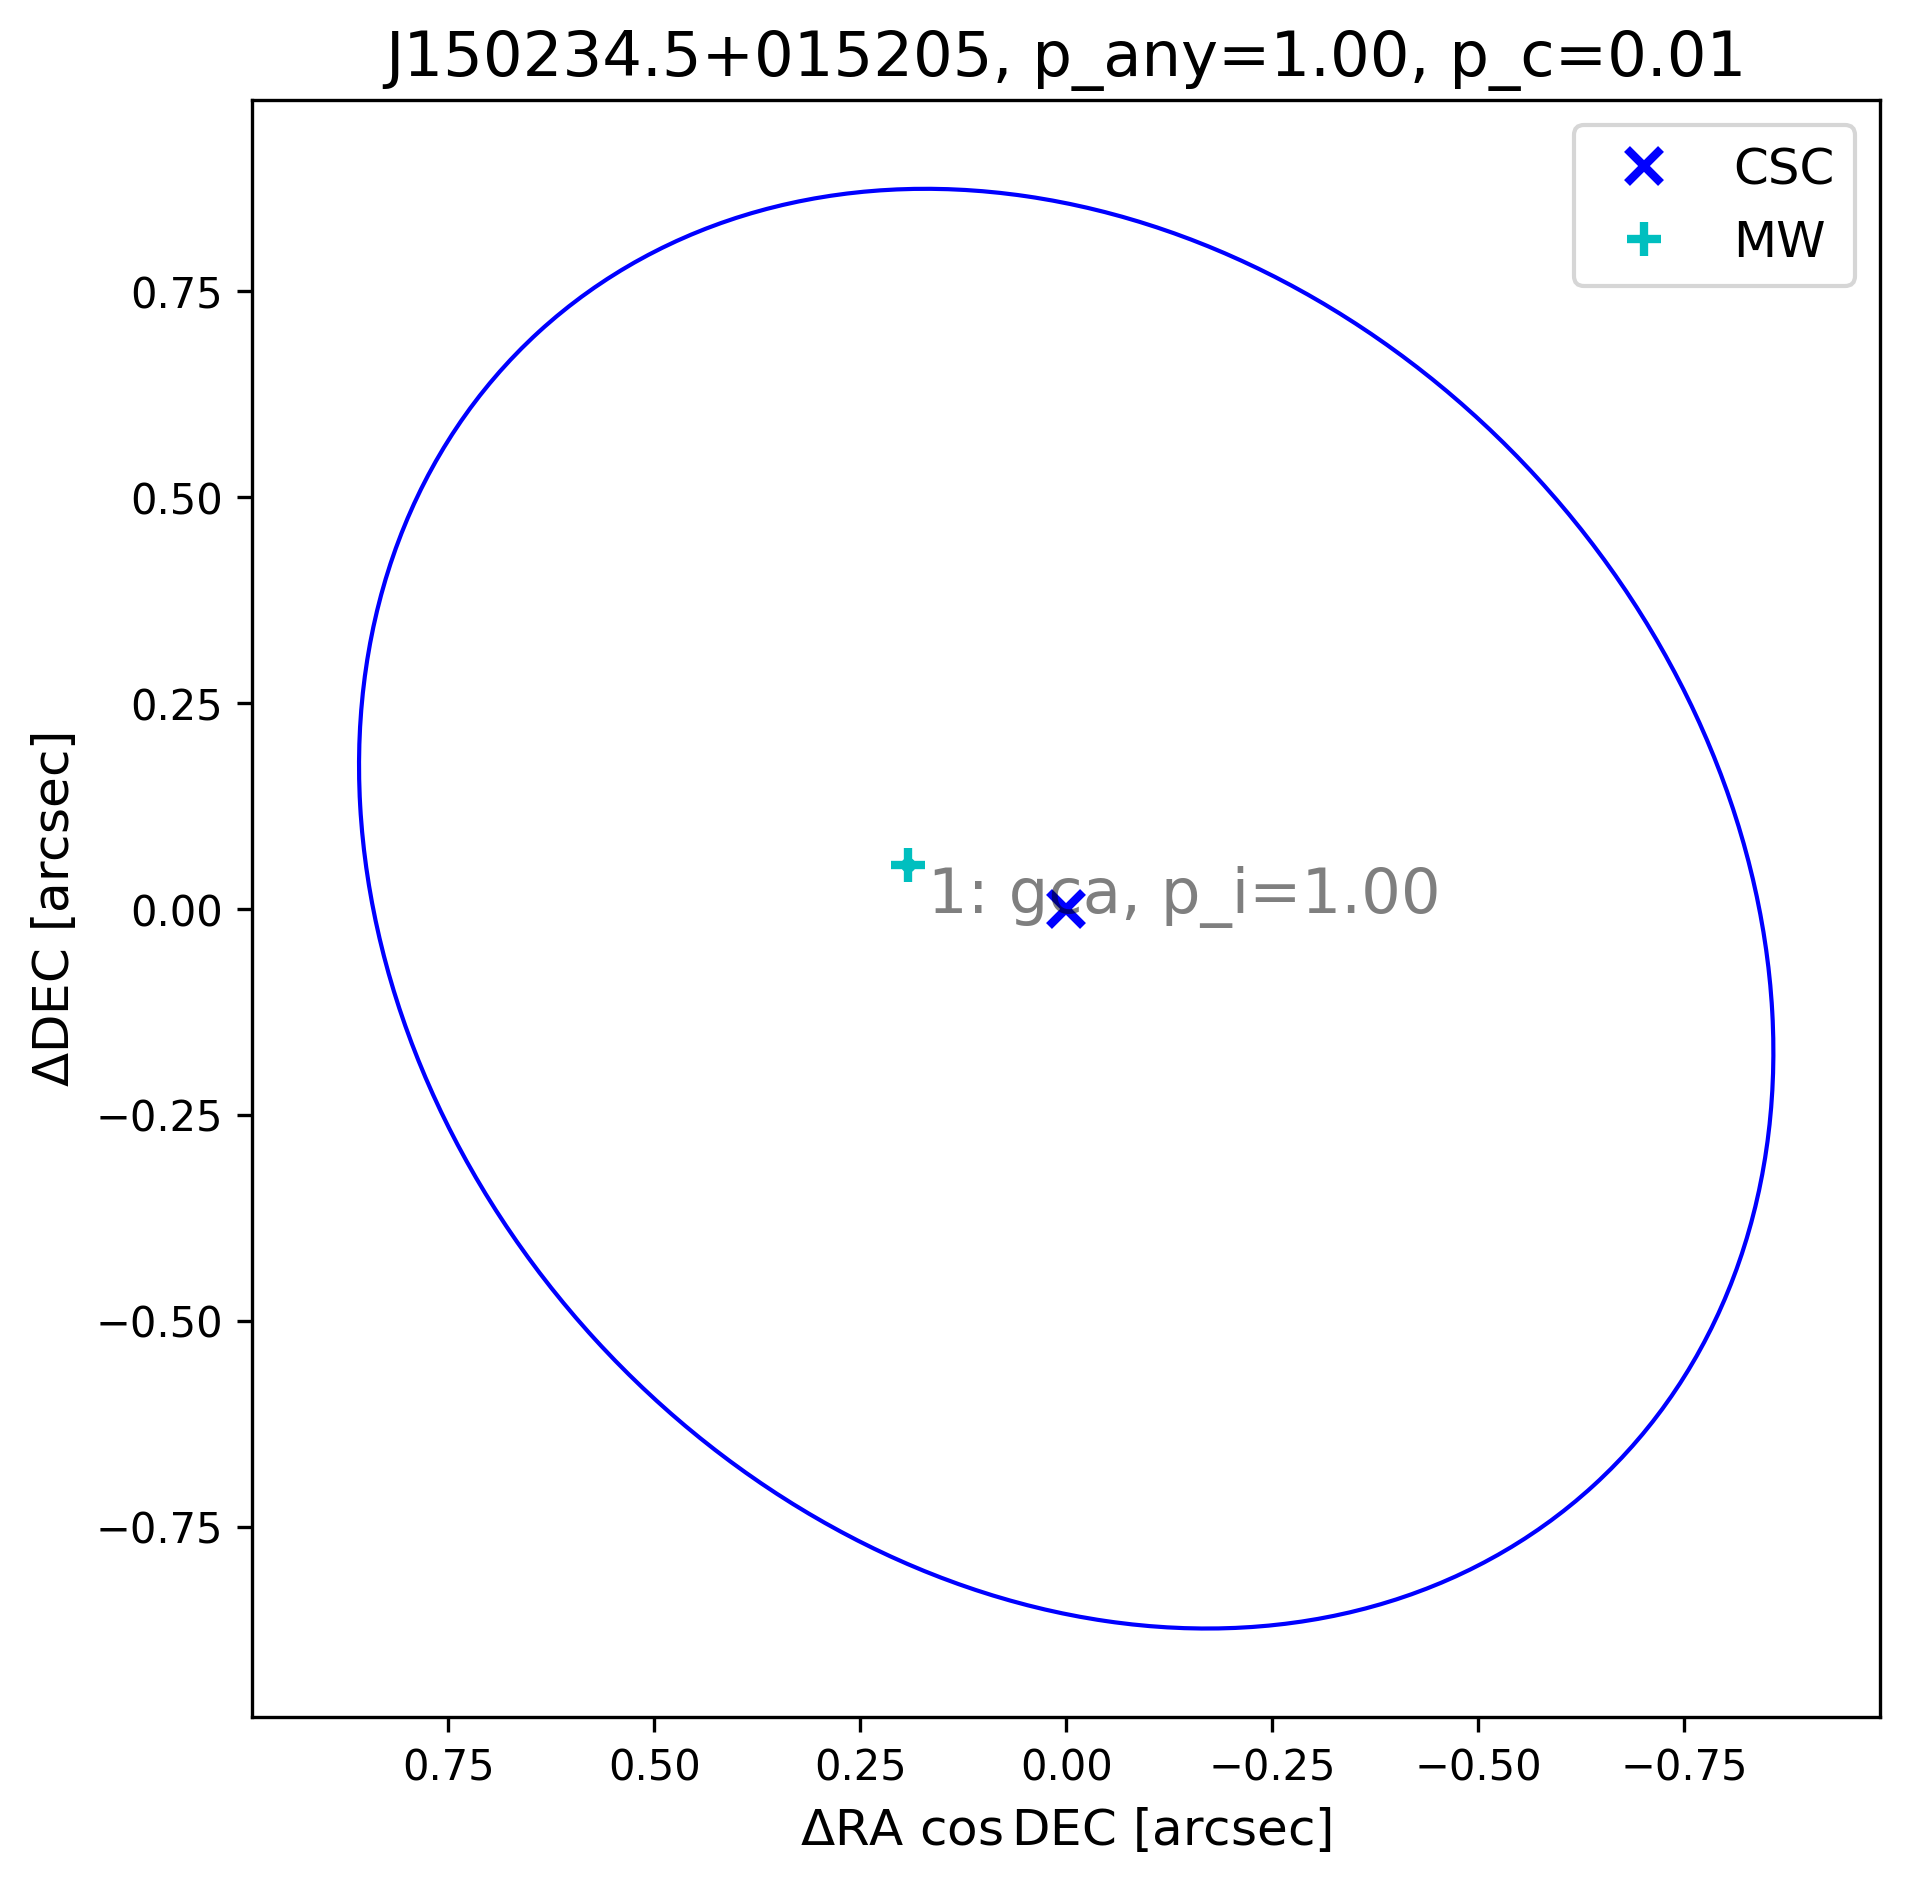 J150234.5+015205, p_any=1.00, p_c=0.01
CSC
MW
0.75
0.50
0.25
0.00
−0.25
−0.50
−0.75
ΔDEC [arcsec]
1: gca, p_i=1.00
0.75 0.50 0.25 0.00 −0.25 −0.50 −0.75
ΔRA cos DEC [arcsec]